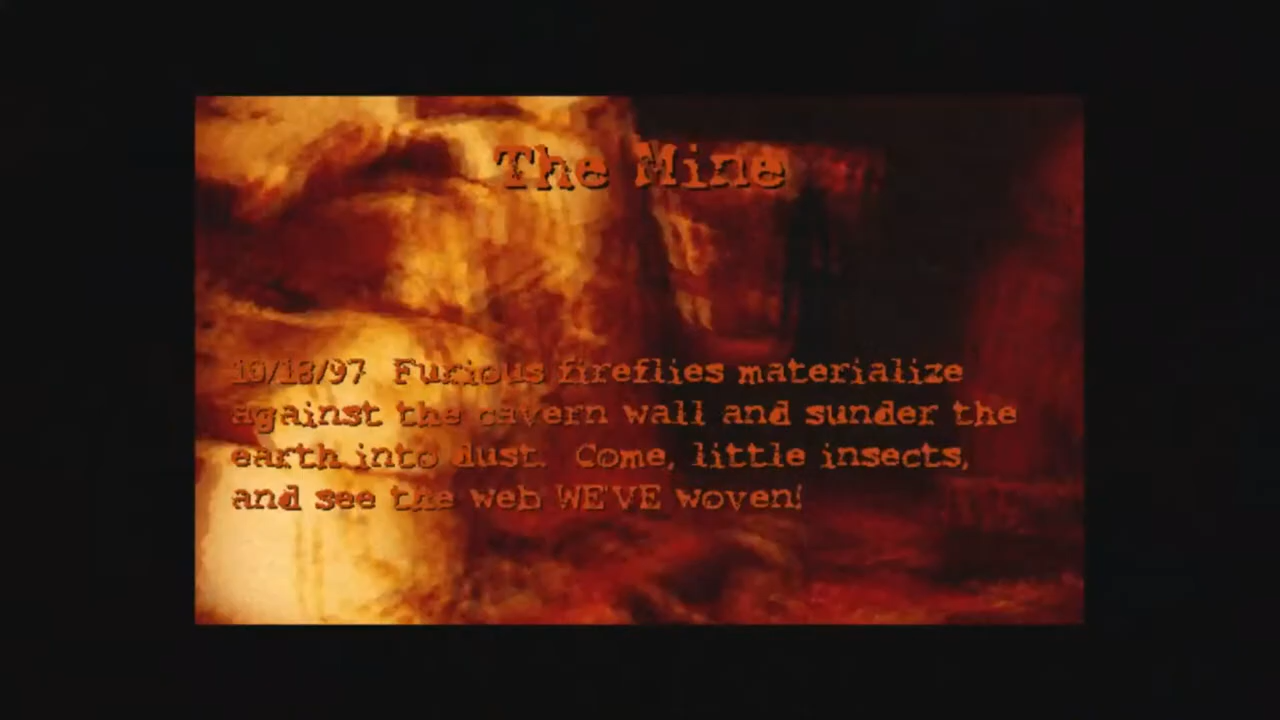 The Mine
10/18/97 Furious fireflies materialize
against the cavern wall and sunder the
earth into dust. Come, little insects,
and see the web WE'VE woven!